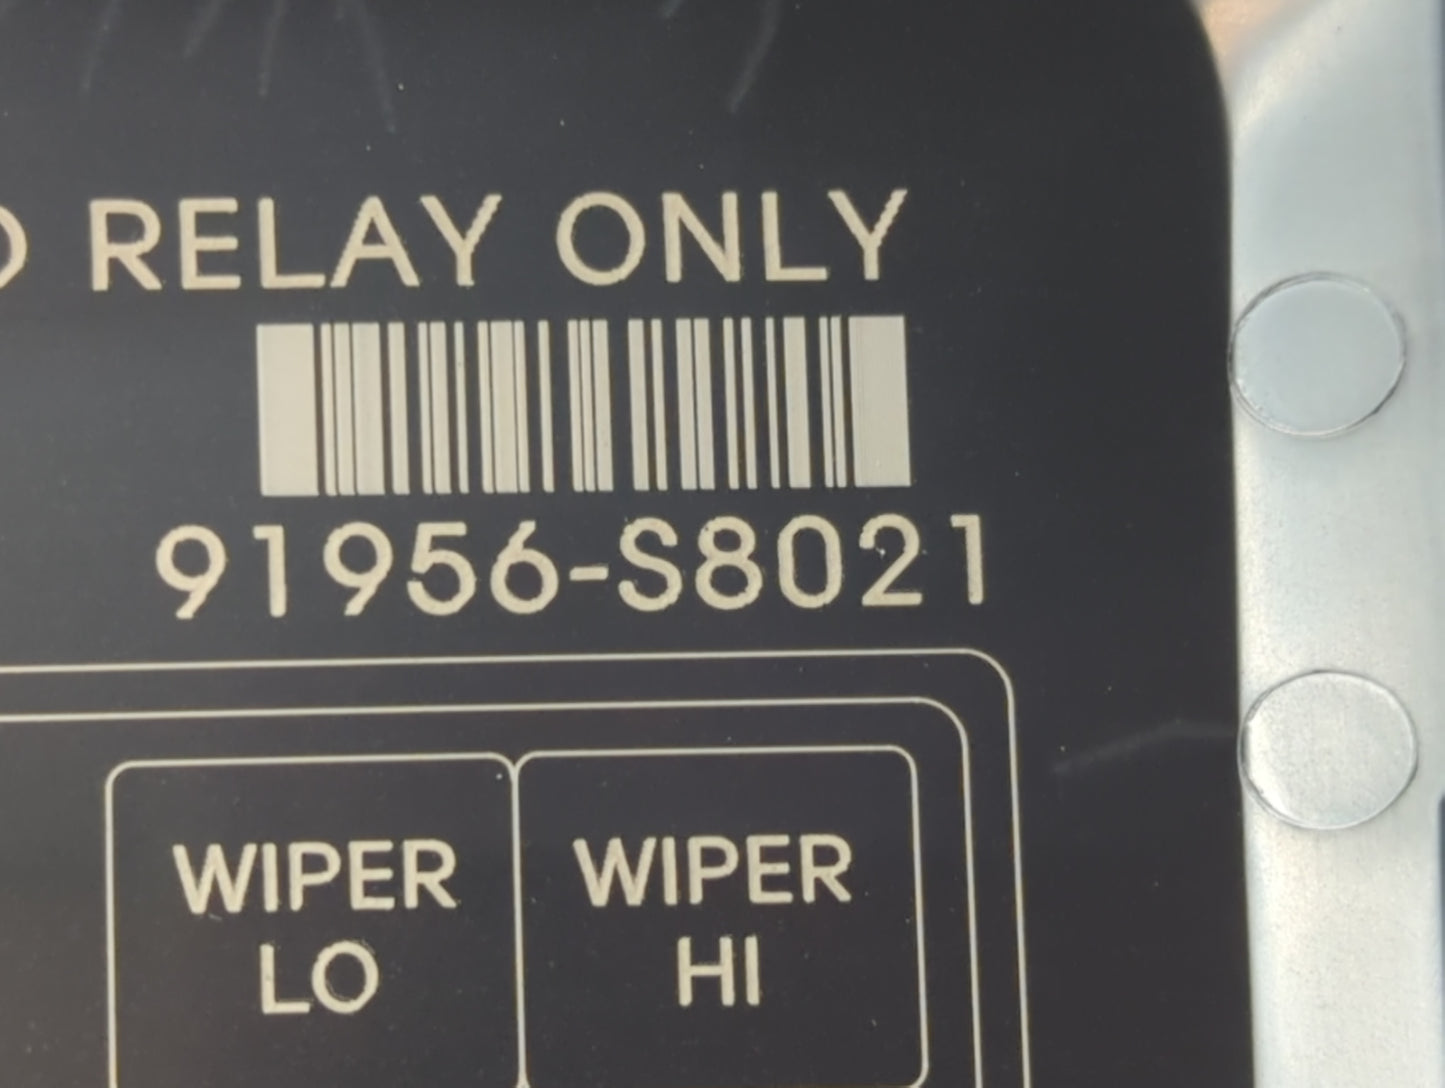 RELAY ONLY
91956-S8021
WIPER LO
WIPER HI